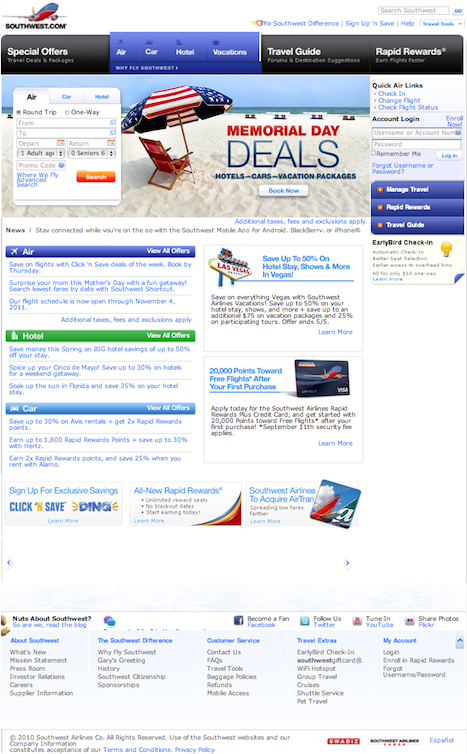 SOUTHWEST.COM®
Search Southwest GO
The Southwest Difference | Sign Up 'n Save | Help Travel Tools
Special Offers
Travel Deals & Packages
Air
Car
Hotel
Vacations
WHY FLY SOUTHWEST ›
Travel Guide
Forums & Destination Suggestions
Rapid Rewards®
Earn Flights Faster
Air
Car
Hotel
Round Trip One-Way
From
To
Depart Return
1 Adult age 0 Seniors 6
Promo Code
Where We Fly
Advanced
Search
Search
MEMORIAL DAY
DEALS
HOTELS–CARS–VACATION PACKAGES
Book Now
Additional taxes, fees and exclusions apply
Quick Air Links
Check In
Change Flight
Check Flight Status
Account Login Enroll
Now!
Username or Account Num
Password
Remember Me Log In
Forgot Username or
Password?
Manage Travel
Rapid Rewards
Travel Guide
EarlyBird Check-In
Automatic Check-In
Better Seat Selection
Earlier access to overhead bins
All for only $10 one-way.
Learn More
News | Stay connected while you're on the go with the Southwest Mobile App for Android, BlackBerry, or iPhone®
Air View All Offers
Save on flights with Click 'n Save deals of the week. Book by
Thursday.
Surprise your mom this Mother's Day with a fun getaway!
Search lowest fares by date with Southwest Shortcut.
Our flight schedule is now open through November 4,
2011.
Additional taxes, fees, and exclusions apply
Hotel View All Offers
Save money this Spring on BIG hotel savings of up to 50%
off your stay.
Spice up your Cinco de Mayo! Save up to 30% on hotels
for a weekend getaway.
Soak up the sun in Florida and save 35% on your hotel
stay.
Car View All Offers
Save up to 30% on Avis rentals + get 2x Rapid Rewards
points.
Earn up to 1,800 Rapid Rewards Points + save up to 30%
with Hertz.
Earn 2x Rapid Rewards points, and save 25% when you
rent with Alamo.
Save Up To 50% On
Hotel Stay, Shows & More
In Vegas!
Save on everything Vegas with Southwest
Airlines Vacations! Save up to 50% on your
hotel stay, shows, and more + save up to an
additional $75 on vacation packages and 25%
on participating tours. Offer ends 5/5.
Learn More
20,000 Points Toward
Free Flights* After
Your First Purchase
VISA
Apply today for the Southwest Airlines Rapid
Rewards Plus Credit Card, and get started with
20,000 Points toward Free Flights* after your
first purchase! *September 11th security fee
applies.
Learn More
Sign Up For Exclusive Savings
CLICK 'N SAVE® DING!
Learn More
All-New Rapid Rewards®
Unlimited reward seats
No blackout dates
Start earning today!
Learn More
Southwest Airlines
To Acquire AirTran
Spreading low fares
farther
Learn More
Nuts About Southwest?
So are we, read the blog
Become a Fan
Facebook
Follow Us
Twitter
Tune In
YouTube
Share Photos
Flickr
About Southwest
What's New
Mission Statement
Press Room
Investor Relations
Careers
Supplier Information
The Southwest Difference
Why Fly Southwest
Gary's Greeting
History
Southwest Citizenship
Sponsorships
Customer Service
Contact Us
FAQs
Travel Tools
Baggage Policies
Refunds
Mobile Access
Travel Extras
EarlyBird Check-In
southwestgiftcard®
WiFi Hotspot
Group Travel
Cruises
Shuttle Service
Pet Travel
My Account
Login
Enroll in Rapid Rewards
Forgot
Username/Password
© 2010 Southwest Airlines Co. All Rights Reserved. Use of the Southwest websites and our
Company Information
constitutes acceptance of our Terms and Conditions. Privacy Policy
SWABIZ
SOUTHWEST AIRLINES
CARGO
Español